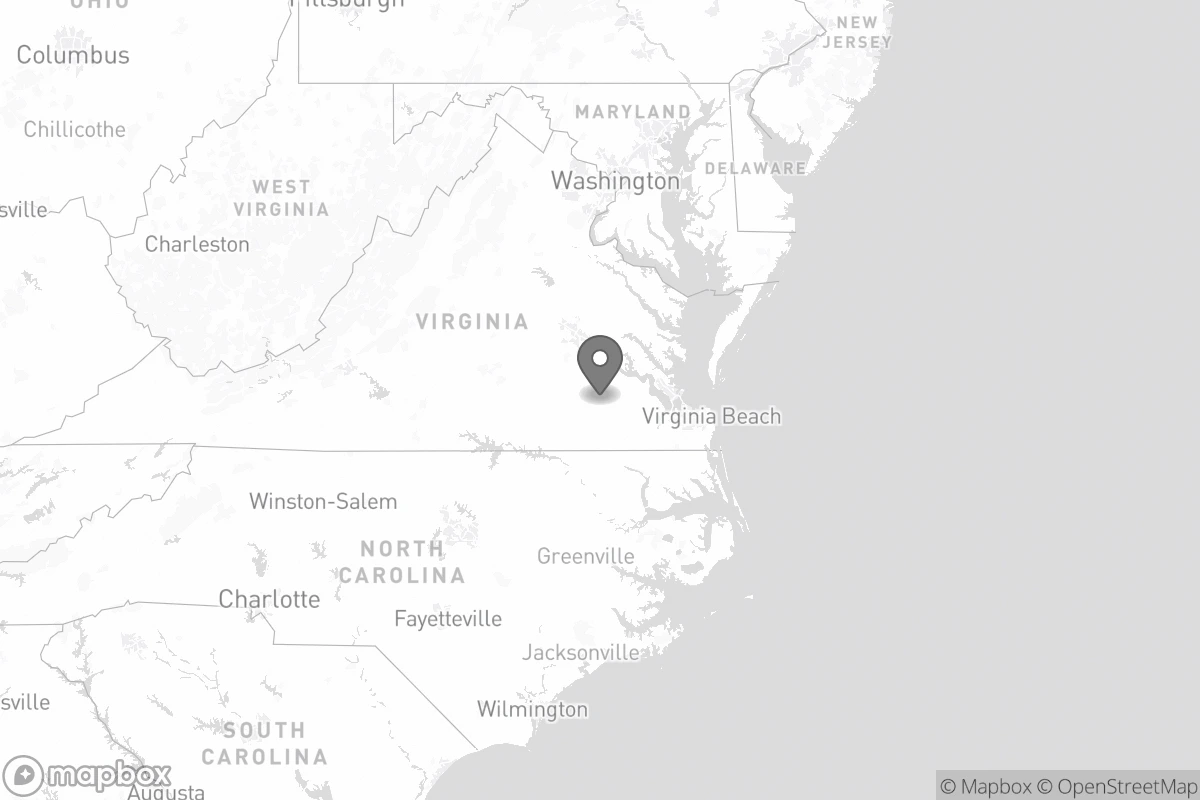 OHIO
Pittsburgh
NEW
JERSEY
Columbus
MARYLAND
Chillicothe
DELAWARE
Washington
WEST
VIRGINIA
sville
Charleston
VIRGINIA
Virginia Beach
Winston-Salem
NORTH
CAROLINA
Greenville
Charlotte
Fayetteville
Jacksonville
sville
Wilmington
SOUTH
CAROLINA
mapbox
Augusta
© Mapbox © OpenStreetMap